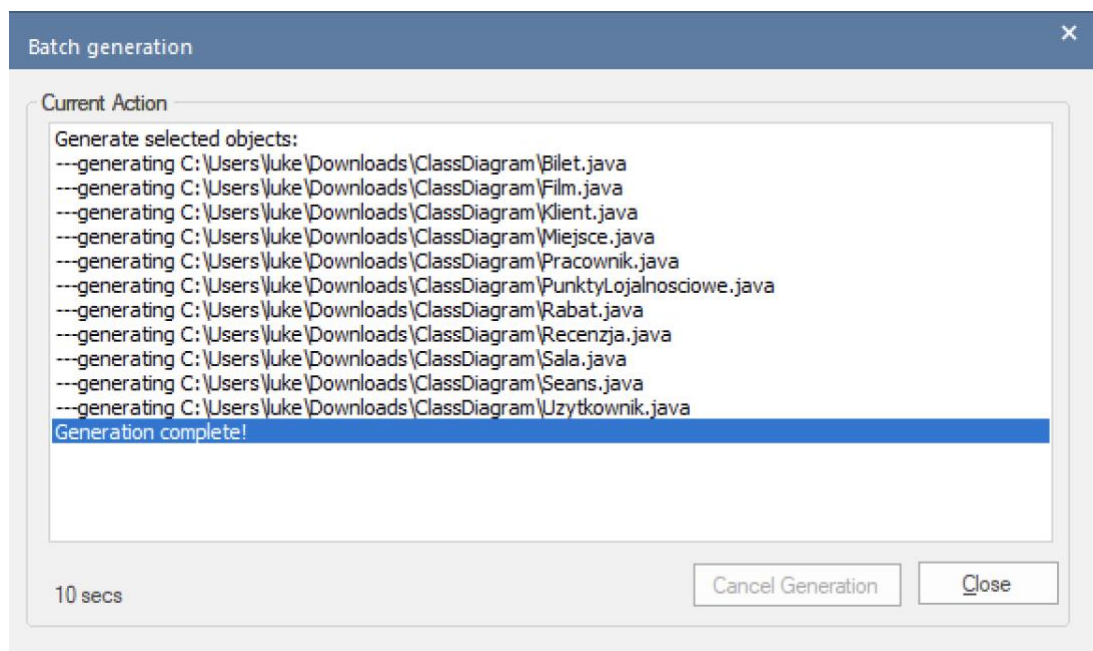 Batch generation
Current Action
Generate selected objects:
---generating C:\Users\luke\Downloads\ClassDiagram\Bilet.java
---generating C:\Users\luke\Downloads\ClassDiagram\Film.java
---generating C:\Users\luke\Downloads\ClassDiagram\Klient.java
---generating C:\Users\luke\Downloads\ClassDiagram\Miejsce.java
---generating C:\Users\luke\Downloads\ClassDiagram\Pracownik.java
---generating C:\Users\luke\Downloads\ClassDiagram\PunktyLojalnosciowe.java
---generating C:\Users\luke\Downloads\ClassDiagram\Rabat.java
---generating C:\Users\luke\Downloads\ClassDiagram\Recenzja.java
---generating C:\Users\luke\Downloads\ClassDiagram\Sala.java
---generating C:\Users\luke\Downloads\ClassDiagram\Seans.java
---generating C:\Users\luke\Downloads\ClassDiagram\Uzytkownik.java
Generation complete!
10 secs
Cancel Generation
Close